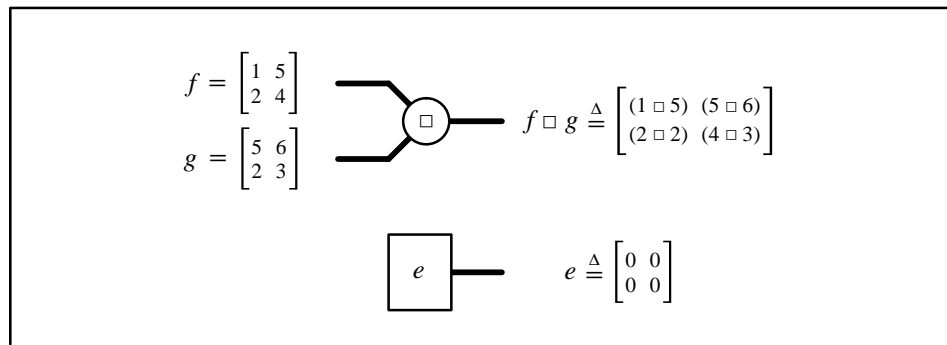 f = [1 5
2 4]
□
f □ g ≜ [(1 □ 5) (5 □ 6)
(2 □ 2) (4 □ 3)]
g = [5 6
2 3]
e
e ≜ [0 0
0 0]